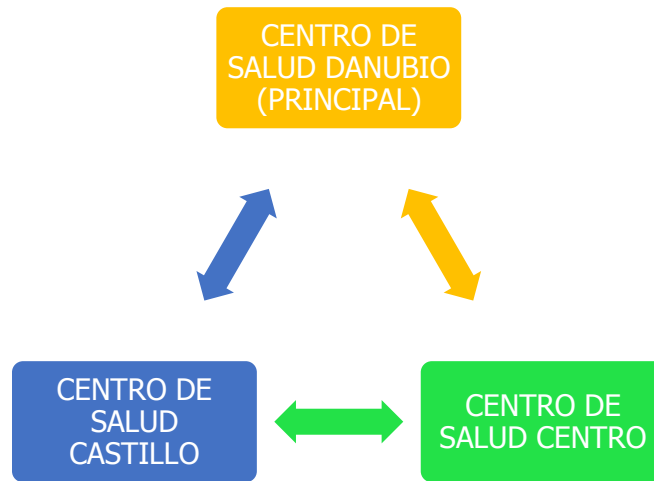 CENTRO DE
SALUD DANUBIO
(PRINCIPAL)
CENTRO DE
SALUD
CASTILLO
CENTRO DE
SALUD CENTRO